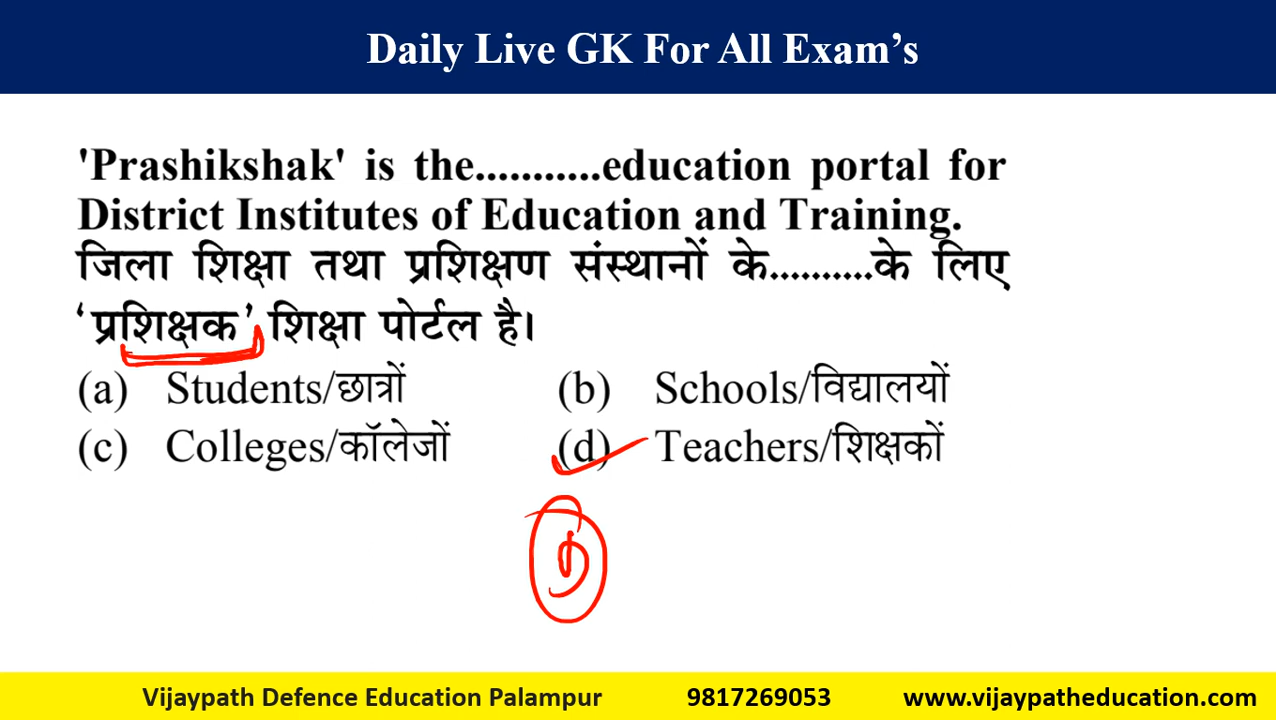 Daily Live GK For All Exam’s
'Prashikshak' is the...........education portal for
District Institutes of Education and Training.
जिला शिक्षा तथा प्रशिक्षण संस्थानों के..........के लिए
‘प्रशिक्षक’ शिक्षा पोर्टल है।
(a) Students/छात्रों (b) Schools/विद्यालयों
(c) Colleges/कॉलेजों (d) Teachers/शिक्षकों
Vijaypath Defence Education Palampur 9817269053 www.vijaypatheducation.com